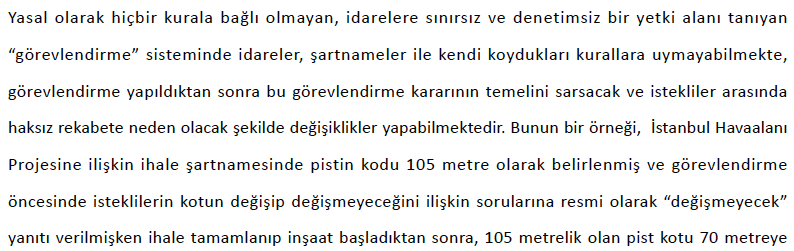 Yasal olarak hiçbir kurala bağlı olmayan, idarelere sınırsız ve denetimsiz bir yetki alanı tanıyan
“görevlendirme” sisteminde idareler, şartnameler ile kendi koydukları kurallara uymayabilmekte,
görevlendirme yapıldıktan sonra bu görevlendirme kararının temelini sarsacak ve istekliler arasında
haksız rekabete neden olacak şekilde değişiklikler yapabilmektedir. Bunun bir örneği, İstanbul Havaalanı
Projesine ilişkin ihale şartnamesinde pistin kodu 105 metre olarak belirlenmiş ve görevlendirme
öncesinde isteklilerin kotun değişip değişmeyeceğini ilişkin sorularına resmi olarak “değişmeyecek”
yanıtı verilmişken ihale tamamlanıp inşaat başladıktan sonra, 105 metrelik olan pist kotu 70 metreye